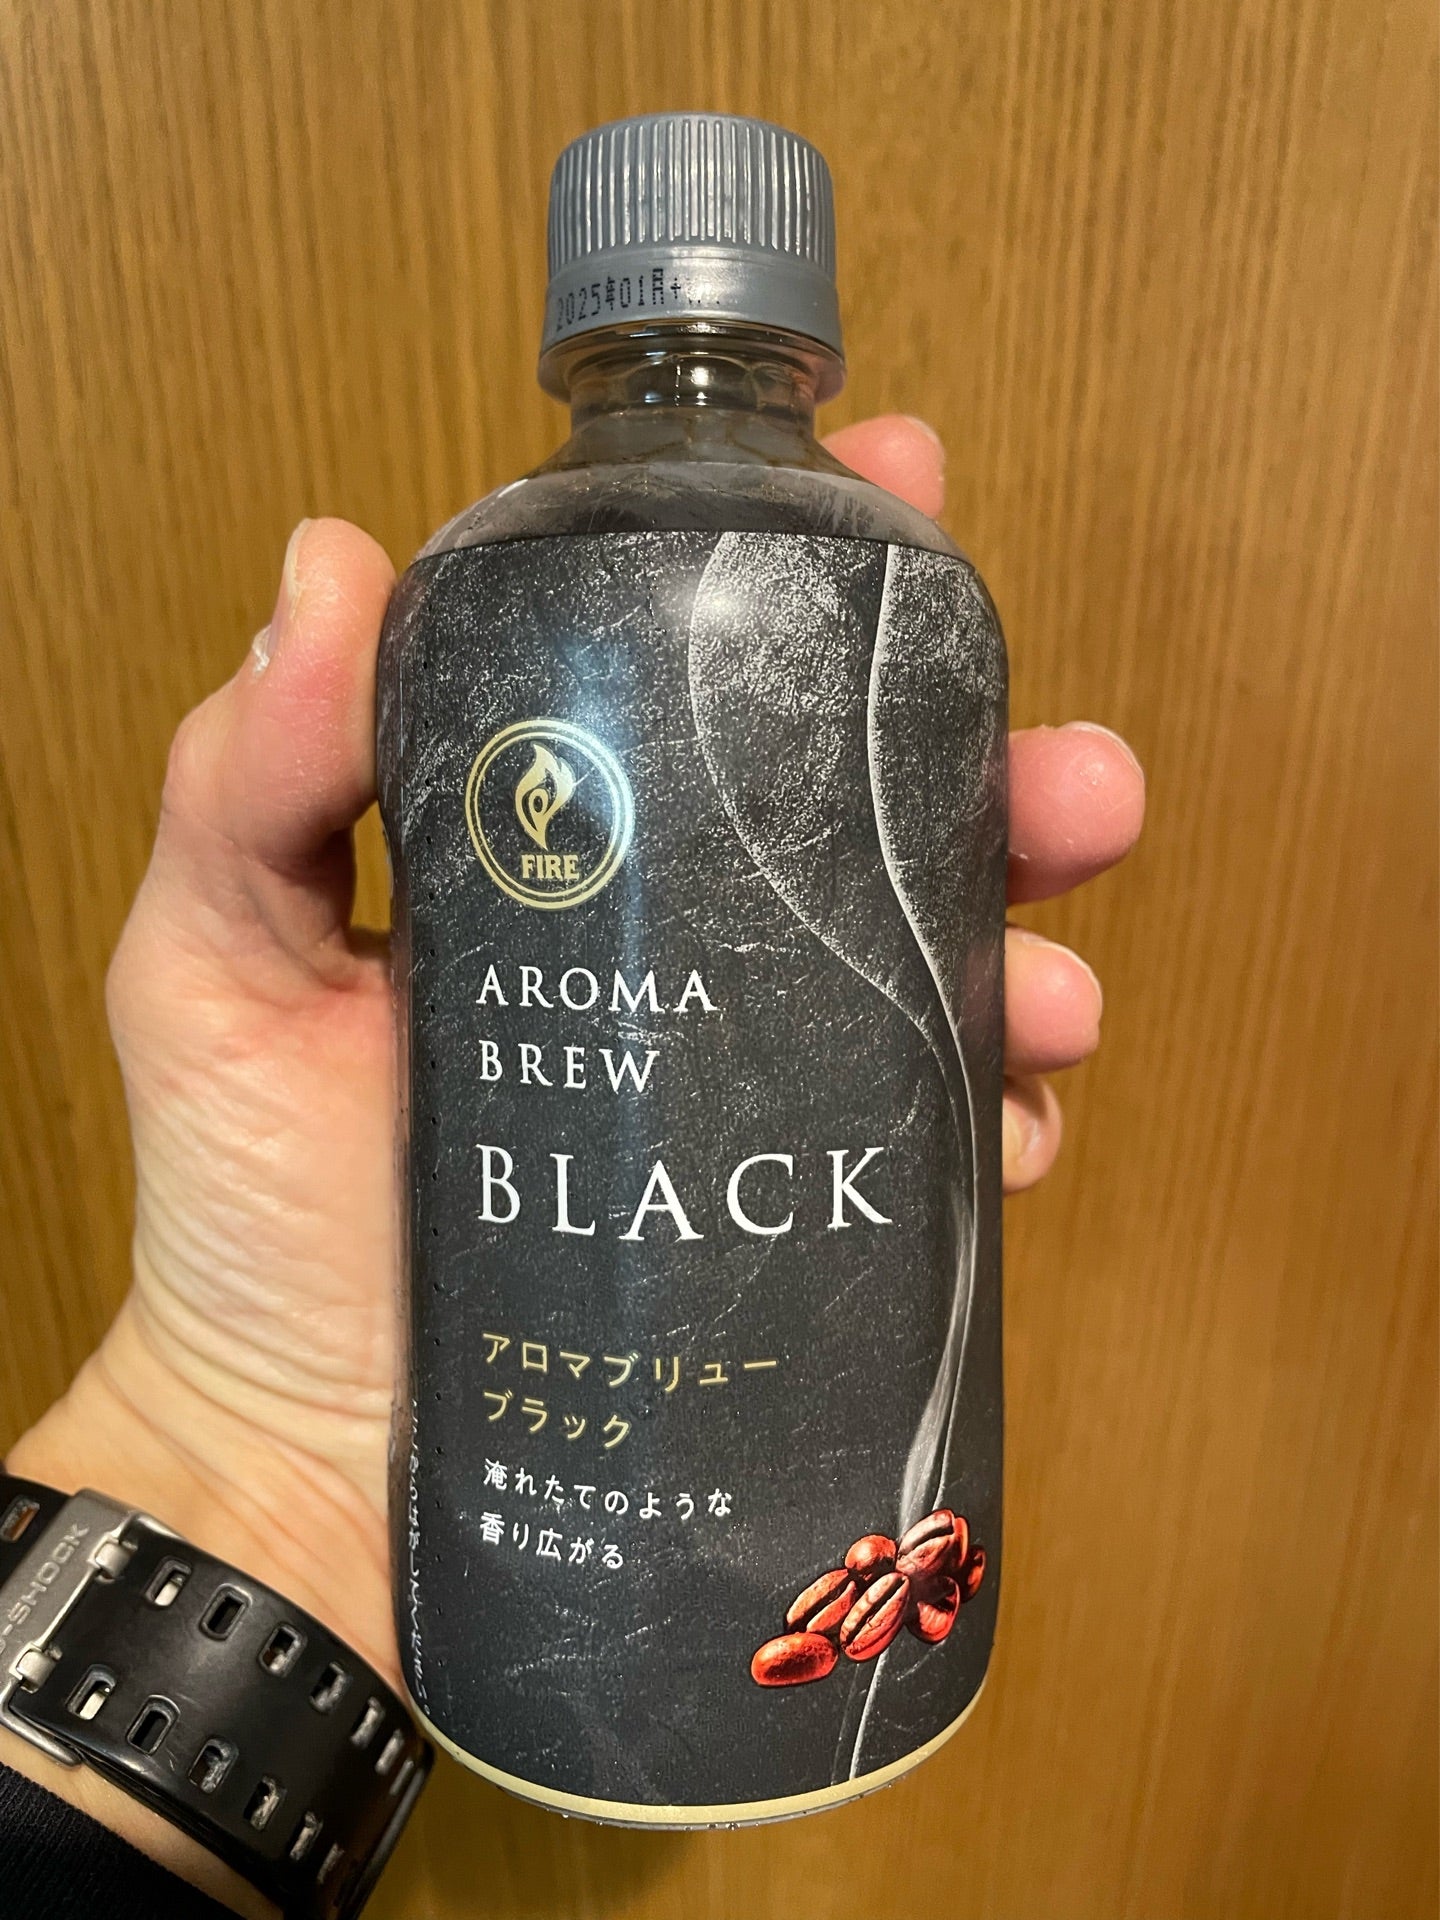 2025年01月
FIRE
AROMA
BREW
BLACK
アロマブリュー
ブラック
淹れたてのような
香り広がる
G-SHOCK